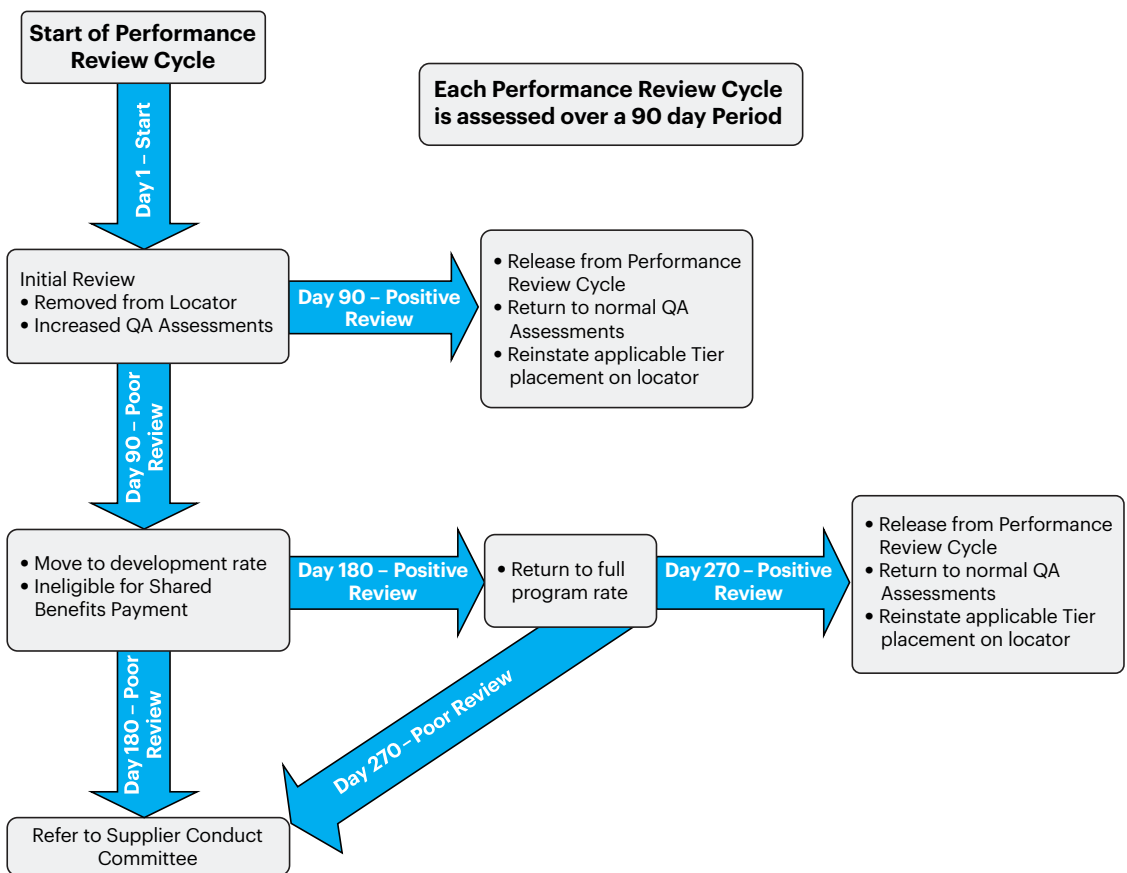 Start of Performance
Review Cycle
Each Performance Review Cycle
is assessed over a 90 day Period
Day 1 – Start
Initial Review
• Removed from Locator
• Increased QA Assessments
Day 90 – Positive
Review
• Release from Performance
Review Cycle
• Return to normal QA
Assessments
• Reinstate applicable Tier
placement on locator
Day 90 – Poor
Review
• Move to development rate
• Ineligible for Shared
Benefits Payment
Day 180 – Positive
Review
• Return to full
program rate
Day 270 – Positive
Review
• Release from Performance
Review Cycle
• Return to normal QA
Assessments
• Reinstate applicable Tier
placement on locator
Day 180 – Poor
Review
Day 270 – Poor Review
Refer to Supplier Conduct
Committee